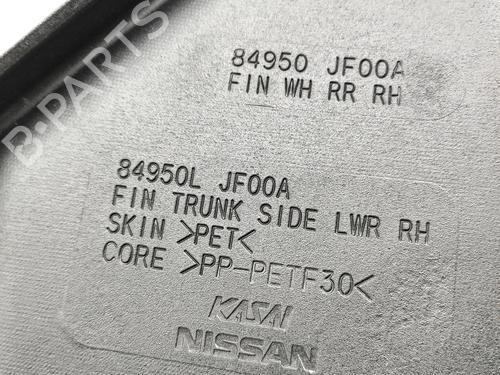 B-PARTS
84950 JF00A
FIN WH RR RH
84950L JF00A
FIN TRUNK SIDE LWR RH
SKIN >PET<
CORE >PP-PETF30<
KASAI
NISSAN